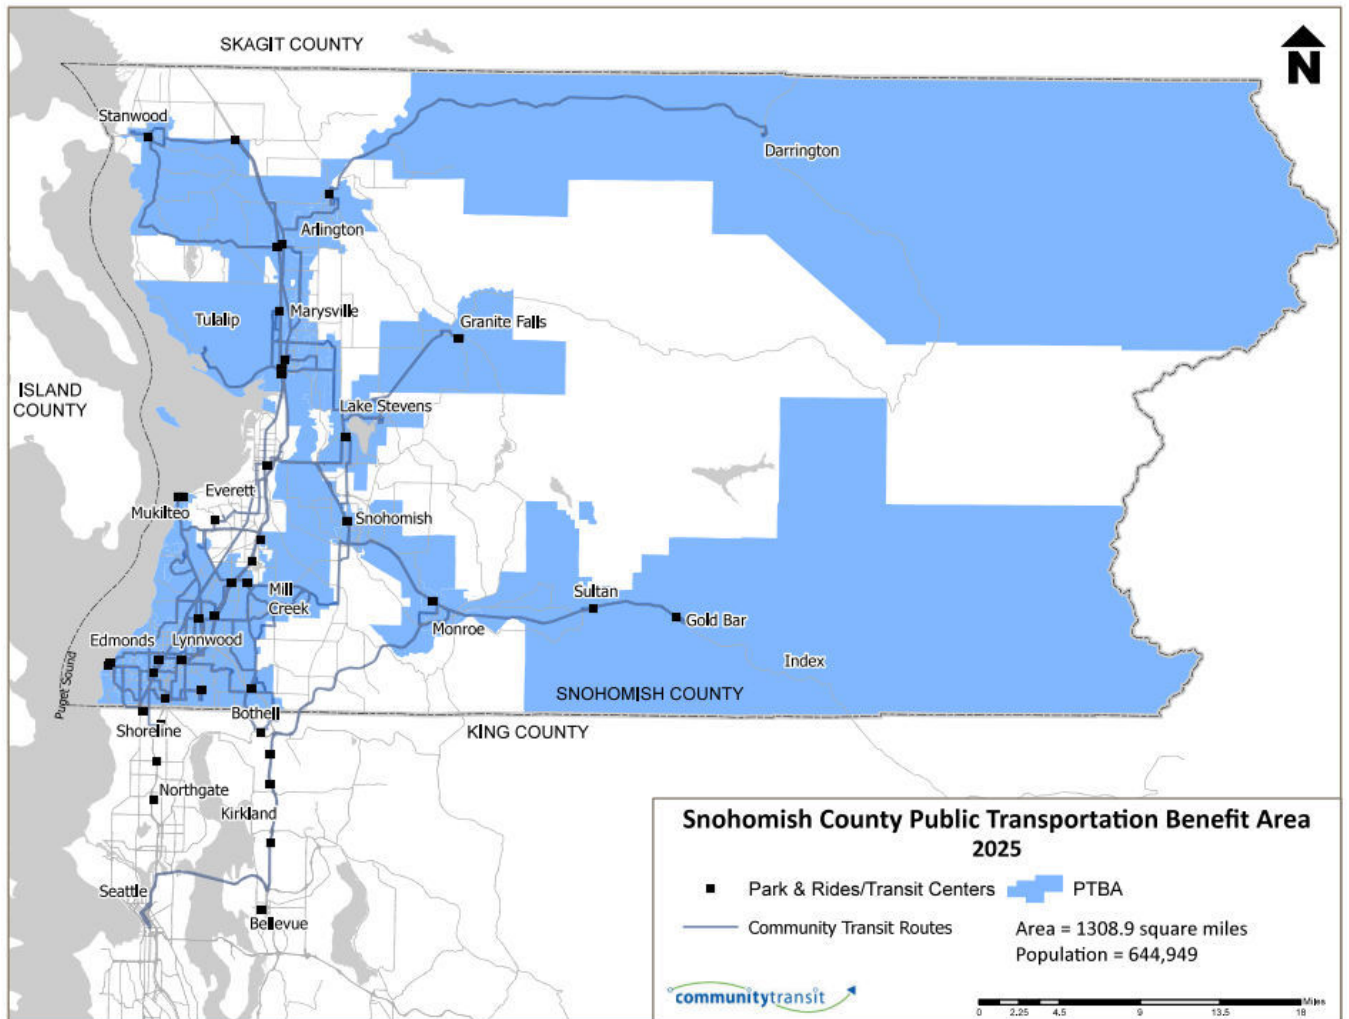 SKAGIT COUNTY
N
Stanwood
Darrington
Arlington
Tulalip
Marysville
Granite Falls
ISLAND
COUNTY
Lake Stevens
Everett
Mukilteo
Snohomish
Mill
Creek
Sultan
Gold Bar
Monroe
Edmonds
Lynnwood
Index
Puget Sound
SNOHOMISH COUNTY
Bothell
Shoreline
KING COUNTY
Northgate
Kirkland
Seattle
Bellevue
Snohomish County Public Transportation Benefit Area
2025
Park & Rides/Transit Centers
PTBA
Community Transit Routes
Area = 1308.9 square miles
Population = 644,949
communitytransit
Miles
0 2.25 4.5 9 13.5 18